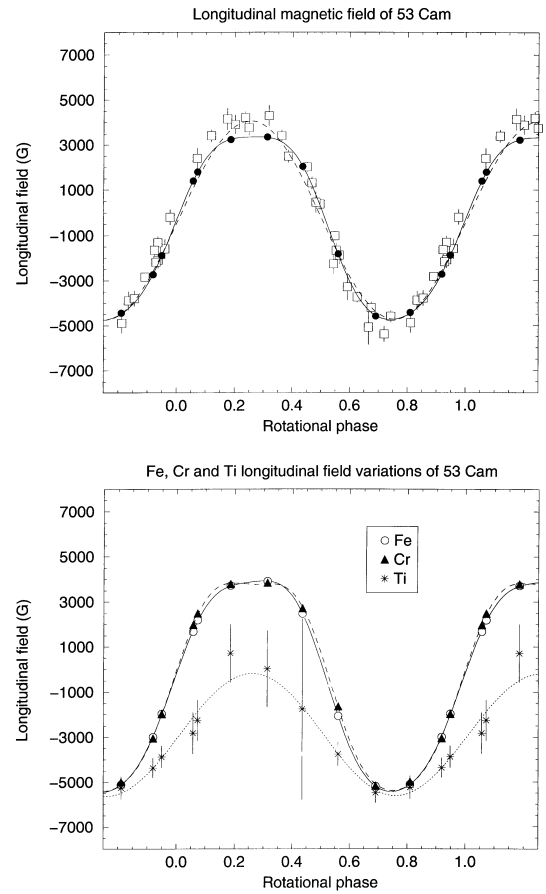 Longitudinal magnetic field of 53 Cam
7000
5000
3000
1000
−1000
−3000
−5000
−7000
Longitudinal field (G)
0.0 0.2 0.4 0.6 0.8 1.0
Rotational phase
Fe, Cr and Ti longitudinal field variations of 53 Cam
7000
5000
3000
1000
−1000
−3000
−5000
−7000
Longitudinal field (G)
Fe
Cr
Ti
0.0 0.2 0.4 0.6 0.8 1.0
Rotational phase